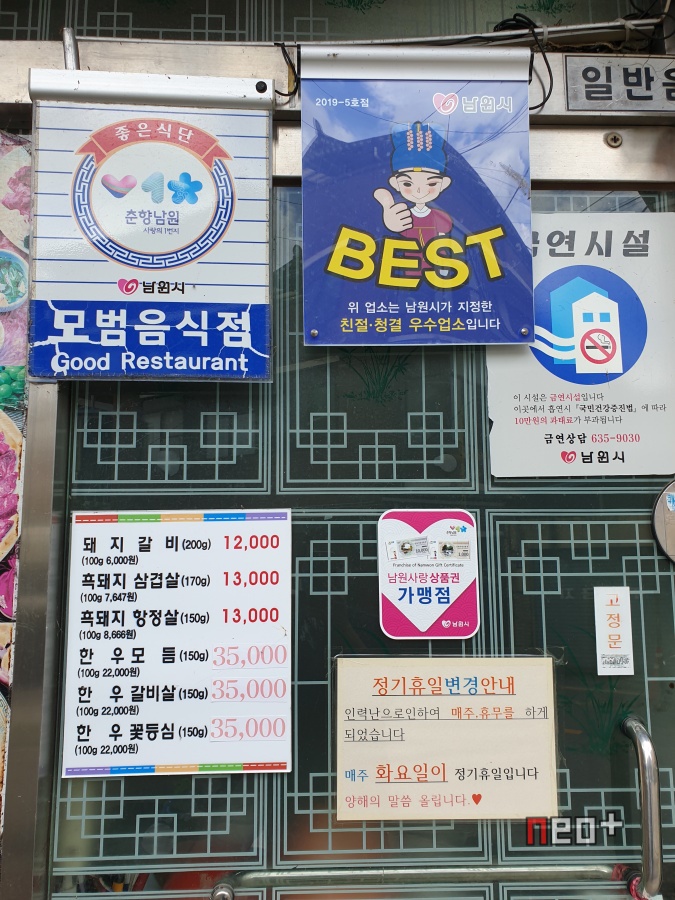 좋은식단
춘향남원
사랑의 1번지
남원시
모범음식점
Good Restaurant
2019-5호점
남원시
BEST
위 업소는 남원시가 지정한
친절·청결 우수업소입니다
일반음
금연시설
이 시설은 금연시설입니다
이곳에서 흡연시 「국민건강증진법」에 따라
10만원의 과태료가 부과됩니다
금연상담 635-9030
남원시
돼지갈비(200g) 12,000
(100g 6,000원)
흑돼지 삼겹살(170g) 13,000
(100g 7,647원)
흑돼지 항정살(150g) 13,000
(100g 8,666원)
한우모듬(150g) 35,000
(100g 22,000원)
한우갈비살(150g) 35,000
(100g 22,000원)
한우꽃등심(150g) 35,000
(100g 22,000원)
Franchise of Namwon Gift Certificate
남원사랑상품권
가맹점
남원시
고정문
정기휴일변경안내
인력난으로인하여 매주.휴무를 하게
되었습니다
매주 화요일이 정기휴일입니다
양해의 말씀 올립니다.♥
neo+